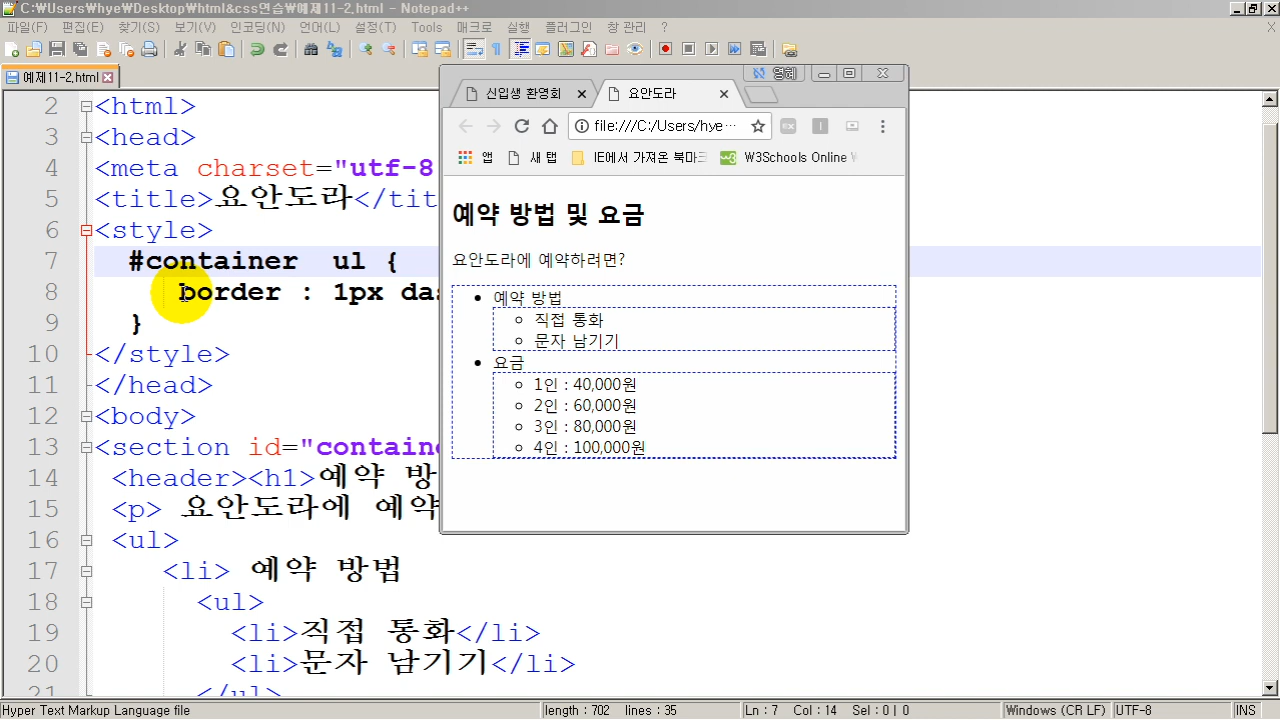 C:\Users\hye\Desktop\html&css연습\예제11-2.html - Notepad++
파일(F) 편집(E) 찾기(S) 보기(V) 인코딩(N) 언어(L) 설정(T) Tools 매크로 실행 플러그인 창 관리 ? X
예제11-2.html
2 <html>
3 <head>
4 <meta charset="utf-8
5 <title>요안도라</tit
6 <style>
7 #container ul {
8 border : 1px das
9 }
10 </style>
11 </head>
12 <body>
13 <section id="containe
14 <header><h1>예약 방
15 <p> 요안도라에 예약
16 <ul>
17 <li> 예약 방법
18 <ul>
19 <li>직접 통화</li>
20 <li>문자 남기기</li>
21 </ul>
영혜
신입생 환영회
요안도라
file:///C:/Users/hye…
앱 새 탭 IE에서 가져온 북마크 W3Schools Online W
예약 방법 및 요금
요안도라에 예약하려면?
예약 방법
직접 통화
문자 남기기
요금
1인 : 40,000원
2인 : 60,000원
3인 : 80,000원
4인 : 100,000원
Hyper Text Markup Language file length : 702 lines : 35 Ln : 7 Col : 14 Sel : 0 | 0 Windows (CR LF) UTF-8 INS